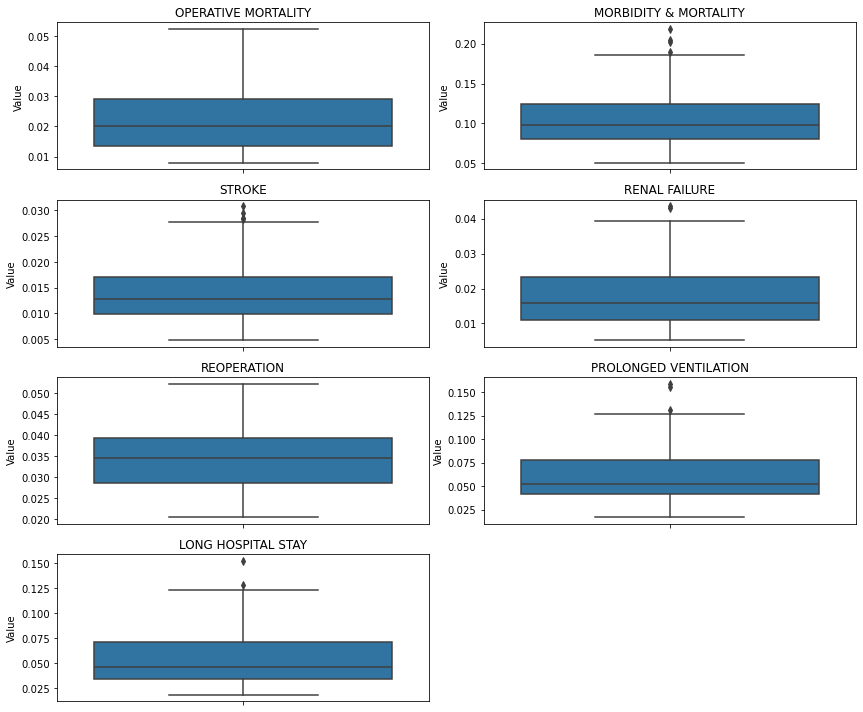 OPERATIVE MORTALITY
Value
0.05
0.04
0.03
0.02
0.01
MORBIDITY & MORTALITY
Value
0.20
0.15
0.10
0.05
STROKE
Value
0.030
0.025
0.020
0.015
0.010
0.005
RENAL FAILURE
Value
0.04
0.03
0.02
0.01
REOPERATION
Value
0.050
0.045
0.040
0.035
0.030
0.025
0.020
PROLONGED VENTILATION
Value
0.150
0.125
0.100
0.075
0.050
0.025
LONG HOSPITAL STAY
Value
0.150
0.125
0.100
0.075
0.050
0.025